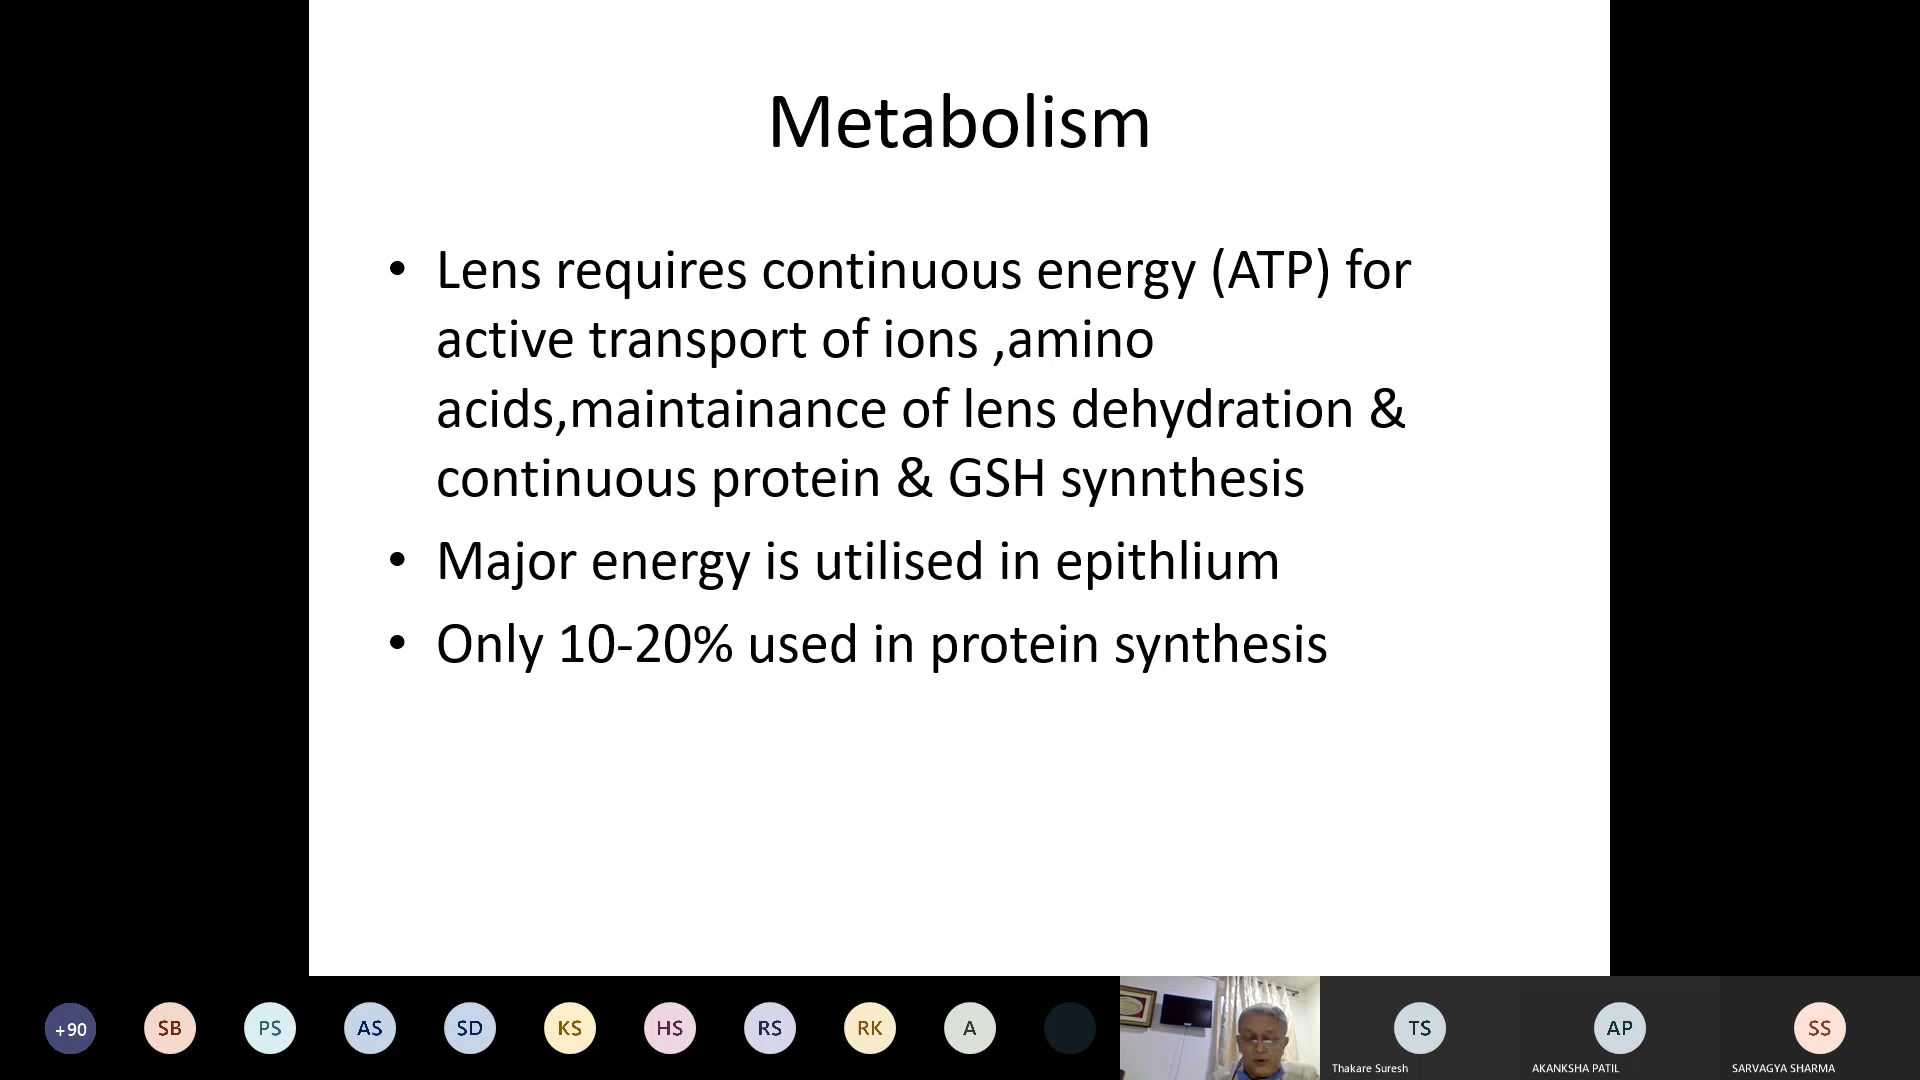 Metabolism
• Lens requires continuous energy (ATP) for
active transport of ions ,amino
acids,maintainance of lens dehydration &
continuous protein & GSH synnthesis
• Major energy is utilised in epithlium
• Only 10-20% used in protein synthesis
+90 SB PS AS SD KS HS RS RK A TS AP SS
Thakare Suresh AKANKSHA PATIL SARVAGYA SHARMA